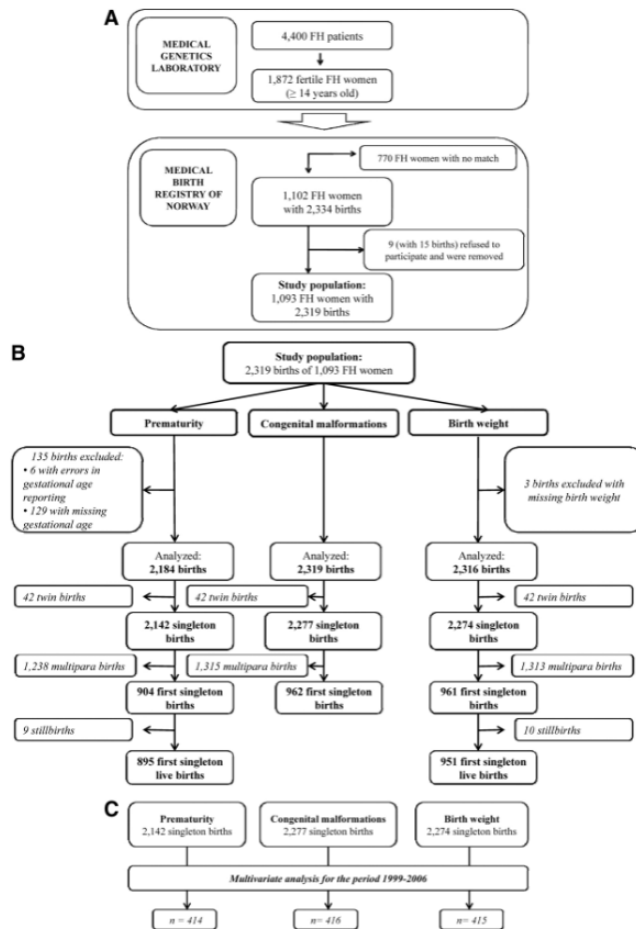 A
MEDICAL
GENETICS
LABORATORY
4,400 FH patients
1,872 fertile FH women
(≥ 14 years old)
MEDICAL
BIRTH
REGISTRY OF
NORWAY
770 FH women with no match
1,102 FH women
with 2,334 births
9 (with 15 births) refused to
participate and were removed
Study population:
1,093 FH women with
2,319 births
B
Study population:
2,319 births of 1,093 FH women
Prematurity
Congenital malformations
Birth weight
135 births excluded:
• 6 with errors in
gestational age
reporting
• 129 with missing
gestational age
3 births excluded with
missing birth weight
Analyzed:
2,184 births
Analyzed:
2,319 births
Analyzed:
2,316 births
42 twin births
42 twin births
42 twin births
2,142 singleton
births
2,277 singleton
births
2,274 singleton
births
1,238 multipara births
1,315 multipara births
1,313 multipara births
904 first singleton
births
962 first singleton
births
961 first singleton
births
9 stillbirths
10 stillbirths
895 first singleton
live births
951 first singleton
live births
C
Prematurity
2,142 singleton births
Congenital malformations
2,277 singleton births
Birth weight
2,274 singleton births
Multivariate analysis for the period 1999-2006
n = 414
n = 416
n = 415